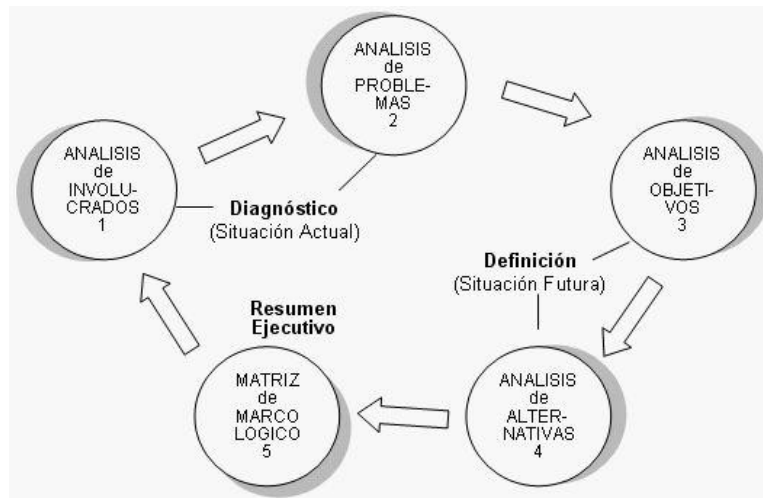 ANALISIS
de
INVOLU-
CRADOS
1
ANALISIS
de
PROBLE-
MAS
2
ANALISIS
de
OBJETI-
VOS
3
ANALISIS
de
ALTER-
NATIVAS
4
MATRIZ
de
MARCO
LOGICO
5
Diagnóstico
(Situación Actual)
Definición
(Situación Futura)
Resumen
Ejecutivo